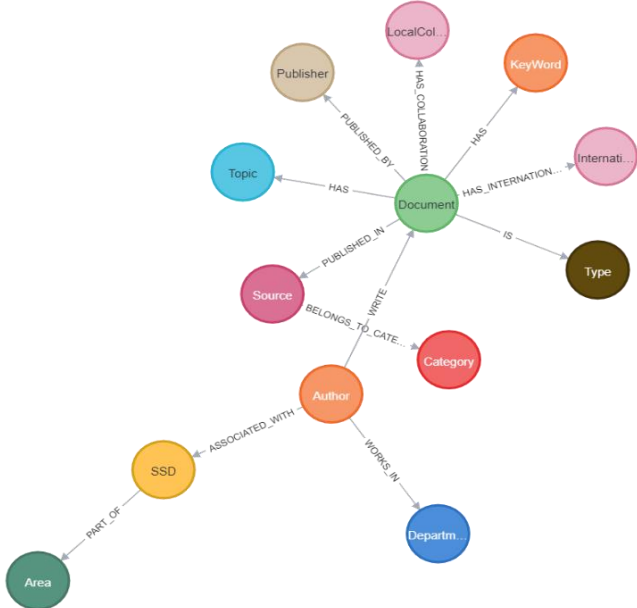 LocalCol...
KeyWord
Publisher
HAS_COLLABORATION
PUBLISHED_BY
HAS
Internati...
Topic
HAS
HAS_INTERNATION...
Document
IS
PUBLISHED_IN
Type
Source
BELONGS_TO_CATE...
WRITE
Category
Author
ASSOCIATED_WITH
WORKS_IN
SSD
PART_OF
Departm...
Area